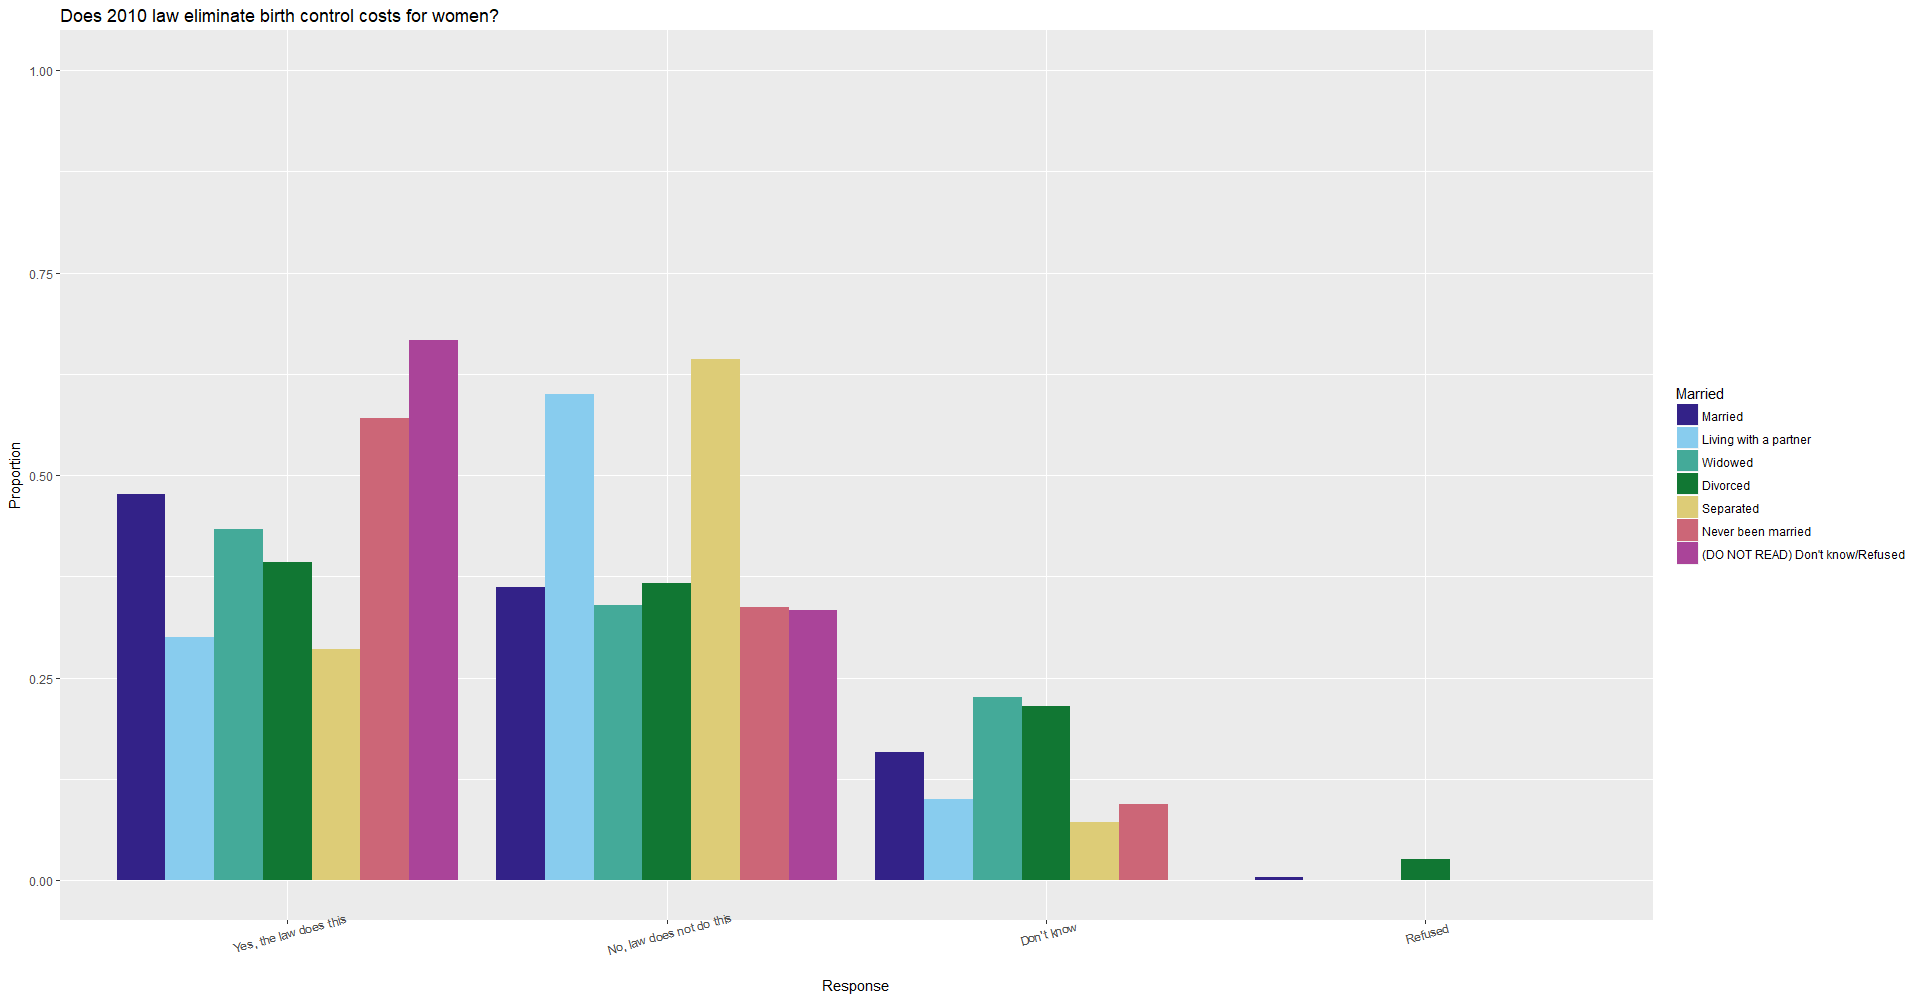 Does 2010 law eliminate birth control costs for women?
1.00
0.75
0.50
0.25
0.00
Proportion
Yes, the law does this
No, law does not do this
Don't know
Refused
Response
Married
Married
Living with a partner
Widowed
Divorced
Separated
Never been married
(DO NOT READ) Don't know/Refused